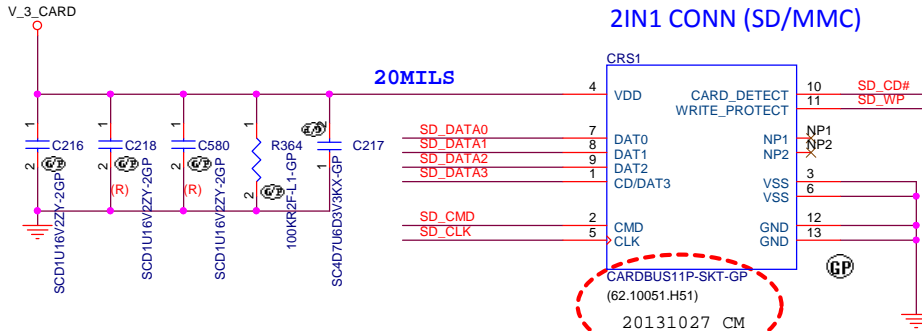 V_3_CARD
2IN1 CONN (SD/MMC)
CRS1
20MILS
4 VDD CARD_DETECT 10 SD_CD#
WRITE_PROTECT 11 SD_WP
SD_DATA0 7 DAT0 NP1 NP1
SD_DATA1 8 DAT1 NP2 NP2
SD_DATA2 9 DAT2
SD_DATA3 1 CD/DAT3 VSS 3
VSS 6
SD_CMD 2 CMD GND 12
SD_CLK 5 CLK GND 13
1 C216 2 G/P
SCD1U16V2ZY-2GP
1 C218 2 G/P
(R)
SCD1U16V2ZY-2GP
1 C580 2 G/P
(R)
SCD1U16V2ZY-2GP
1 R364 2 G/P
100KR2F-L1-GP
2 C217 1 G/P
SC4D7U6D3V3KX-GP
GP
CARDBUS11P-SKT-GP
(62.10051.H51)
20131027 CM